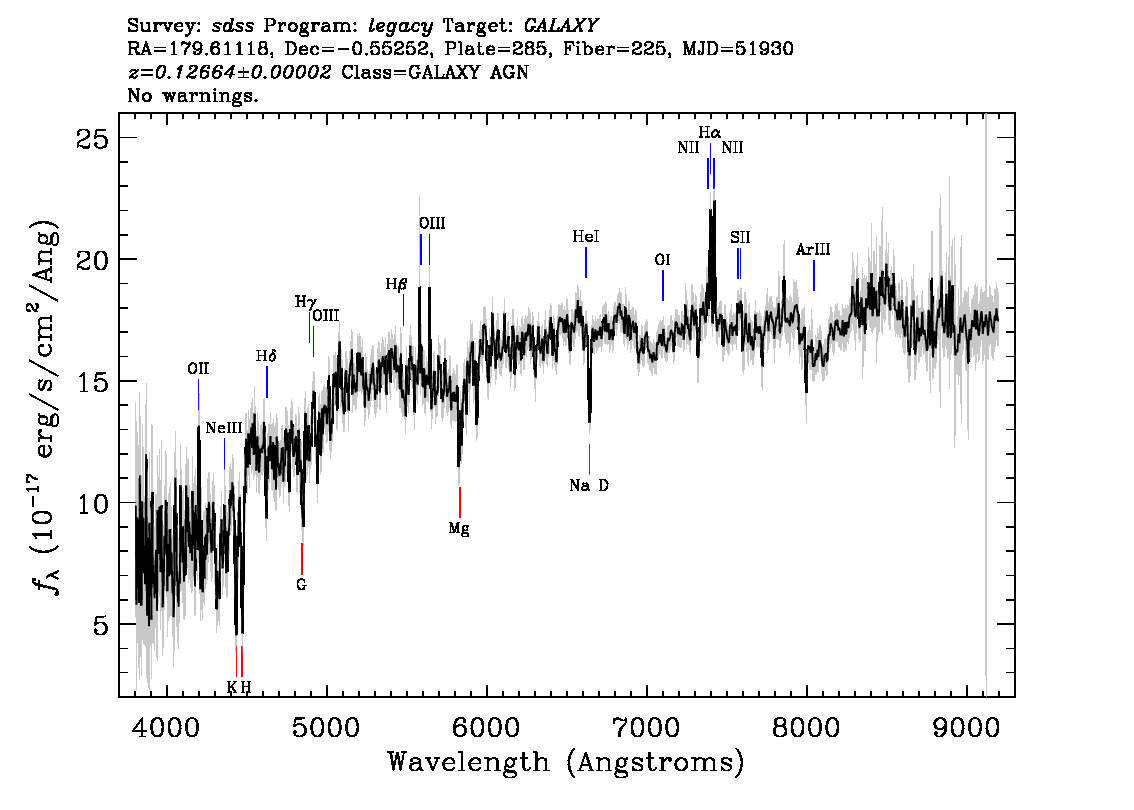 Survey: sdss Program: legacy Target: GALAXY
RA=179.61118, Dec=−0.55252, Plate=285, Fiber=225, MJD=51930
z=0.12664±0.00002 Class=GALAXY AGN
No warnings.
25
20
15
10
5
fλ (10⁻¹⁷ erg/s/cm²/Ang)
Hα
NII NII
OIII
HeI
SII
ArIII
OI
Hβ
Hγ
OIII
Hδ
OII
NeIII
Na D
Mg
G
K H
4000 5000 6000 7000 8000 9000
Wavelength (Angstroms)